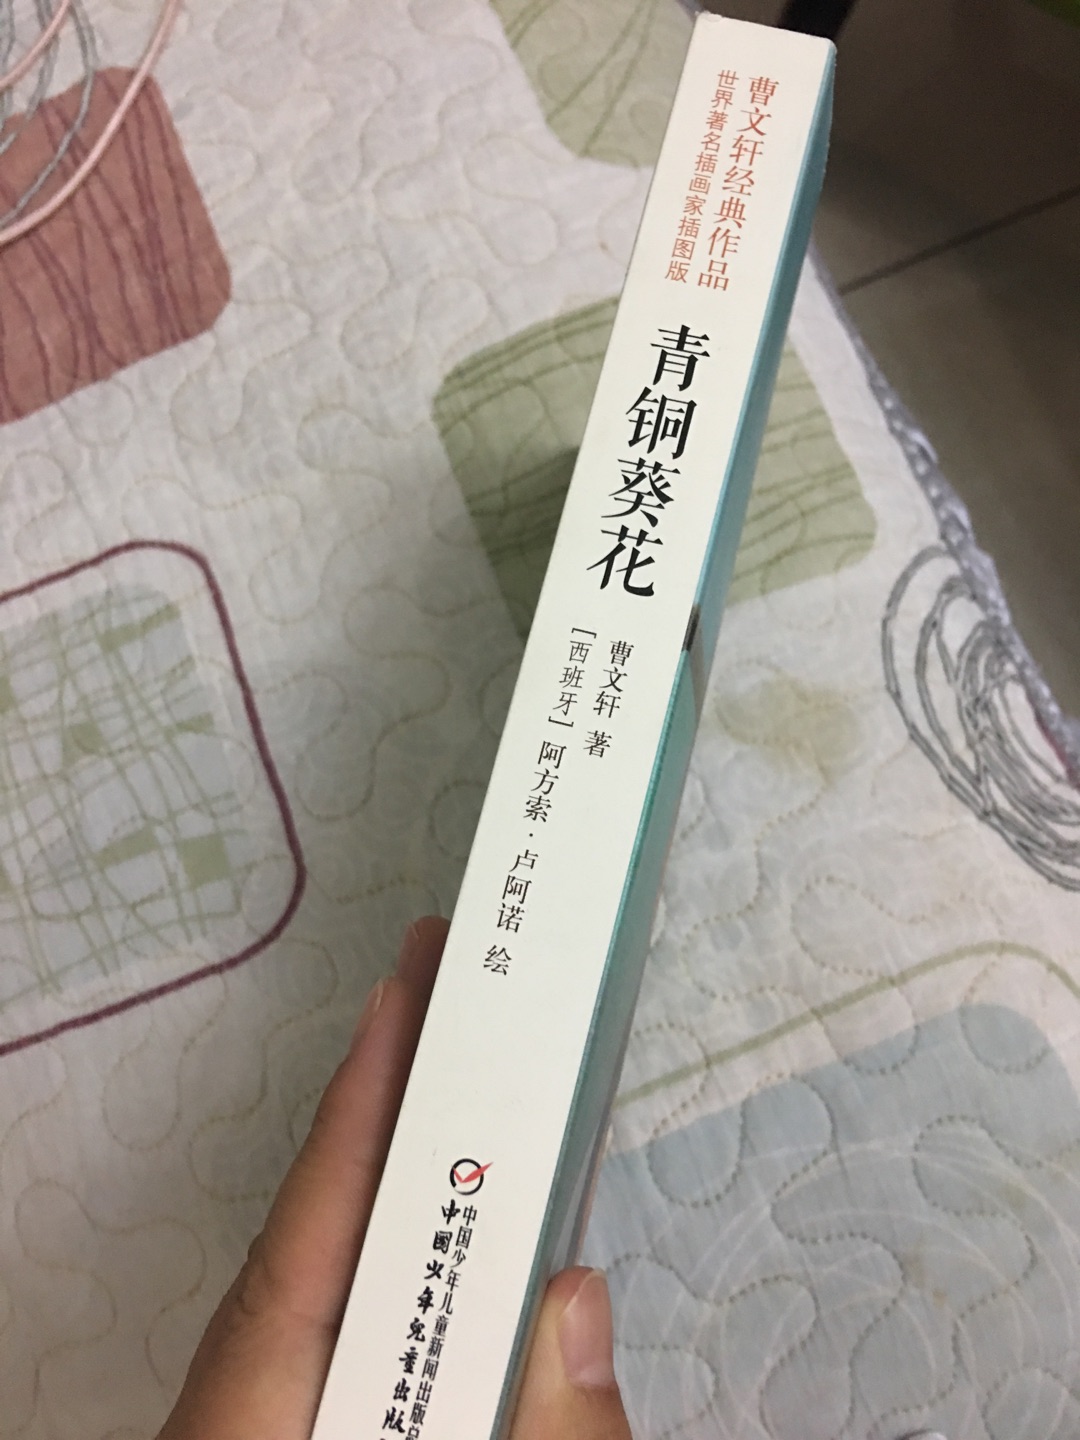 曹文轩经典作品
世界著名插画家插图版
青铜葵花
曹文轩 著
[西班牙] 阿方索·卢阿诺 绘
中国少年儿童新闻出版总
中国少年儿童出版